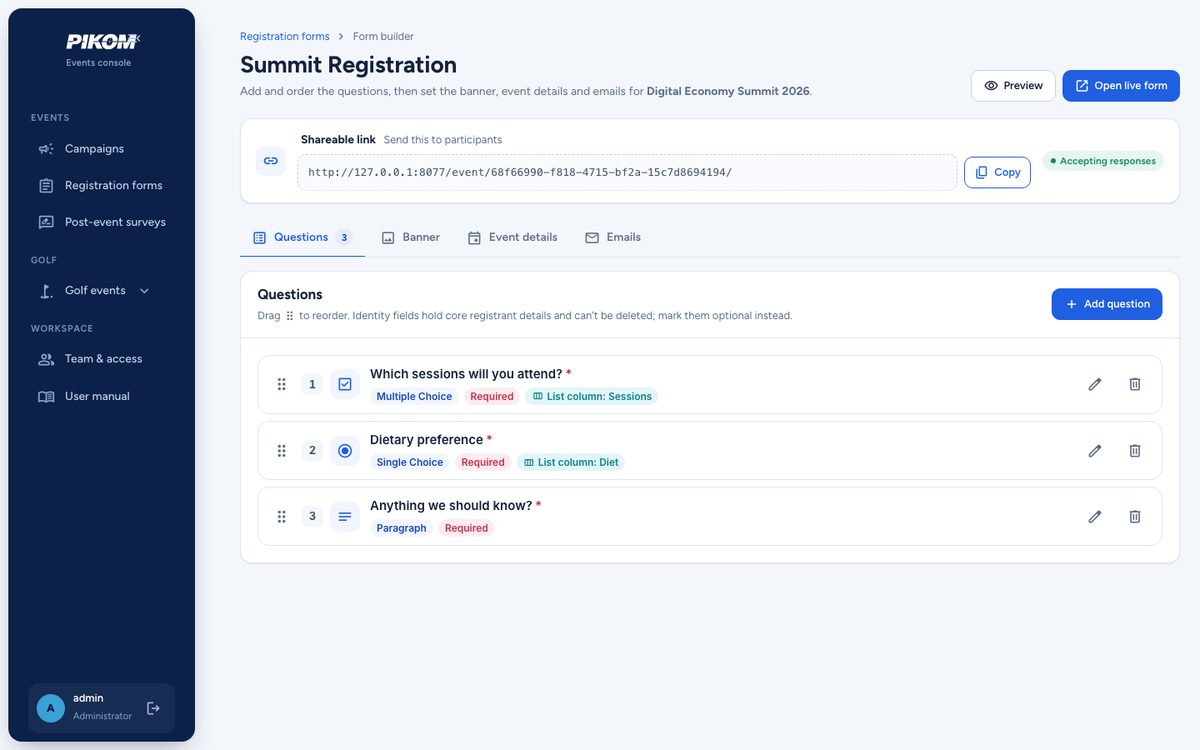 PIKOM
Events console
EVENTS
Campaigns
Registration forms
Post-event surveys
GOLF
Golf events
WORKSPACE
Team & access
User manual
A
admin
Administrator
Registration forms > Form builder
Summit Registration
Add and order the questions, then set the banner, event details and emails for Digital Economy Summit 2026.
Preview
Open live form
Shareable link Send this to participants
http://127.0.0.1:8077/event/68f66990-f818-4715-bf2a-15c7d8694194/
Copy
Accepting responses
Questions 3 Banner Event details Emails
Questions
Drag to reorder. Identity fields hold core registrant details and can't be deleted; mark them optional instead.
+ Add question
1
Which sessions will you attend? *
Multiple Choice Required List column: Sessions
2
Dietary preference *
Single Choice Required List column: Diet
3
Anything we should know? *
Paragraph Required